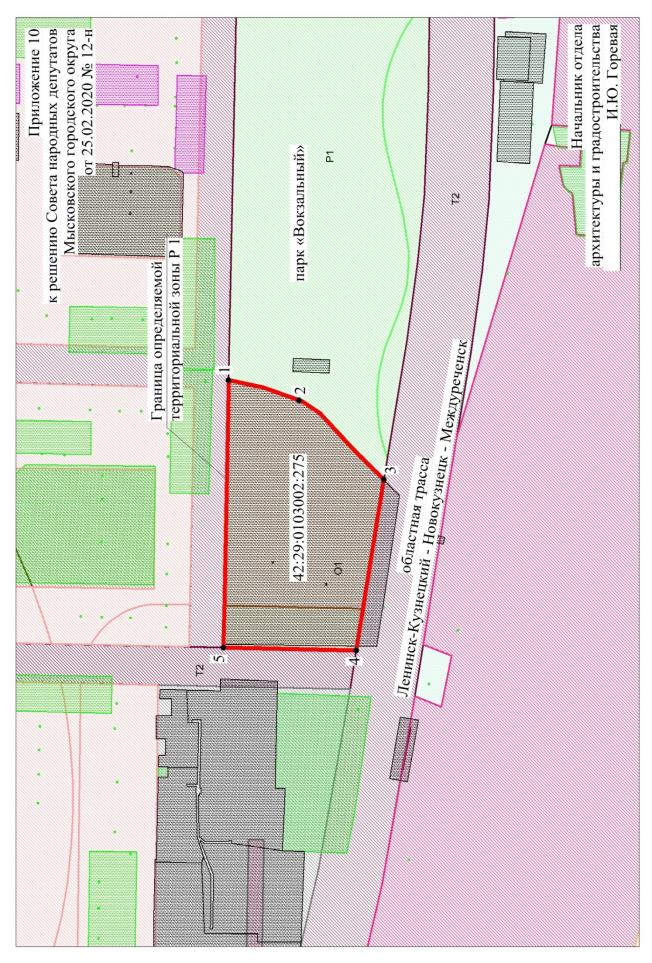 Приложение 10
к решению Совета народных депутатов
Мысковского городского округа
от 25.02.2020 № 12-н
Граница определяемой
территориальной зоны Р 1
1
2
3
4
5
42:29:0103002:275
О1
парк «Вокзальный»
Р1
Т2
Т2
областная трасса
Ленинск-Кузнецкий - Новокузнецк - Междуреченск
Начальник отдела
архитектуры и градостроительства
И.Ю. Горевая